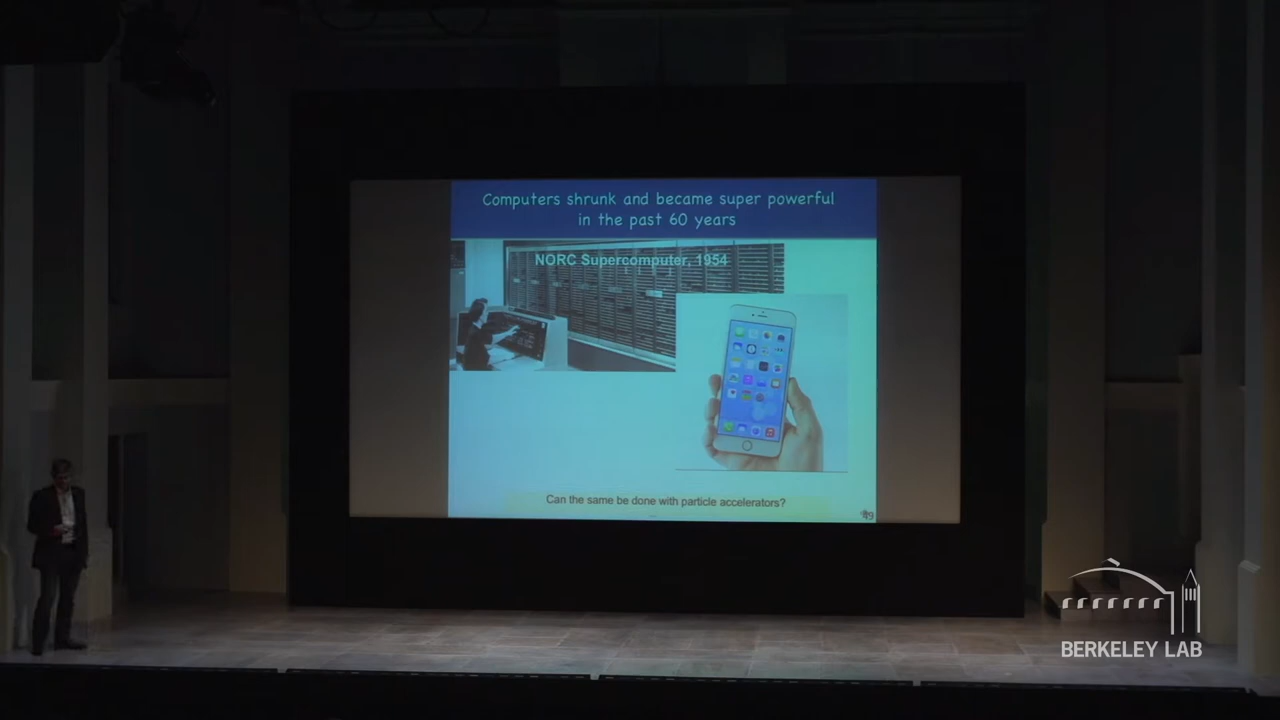 Computers shrunk and became super powerful
in the past 60 years
NORC Supercomputer, 1954
Can the same be done with particle accelerators?
49
BERKELEY LAB